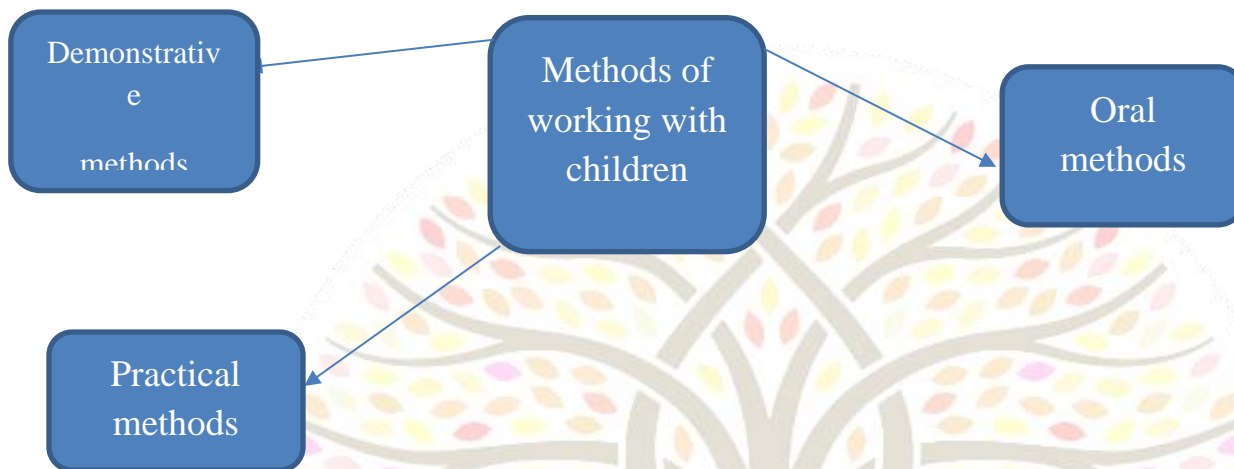 Demonstrativ
e
methods
Methods of
working with
children
Oral
methods
Practical
methods